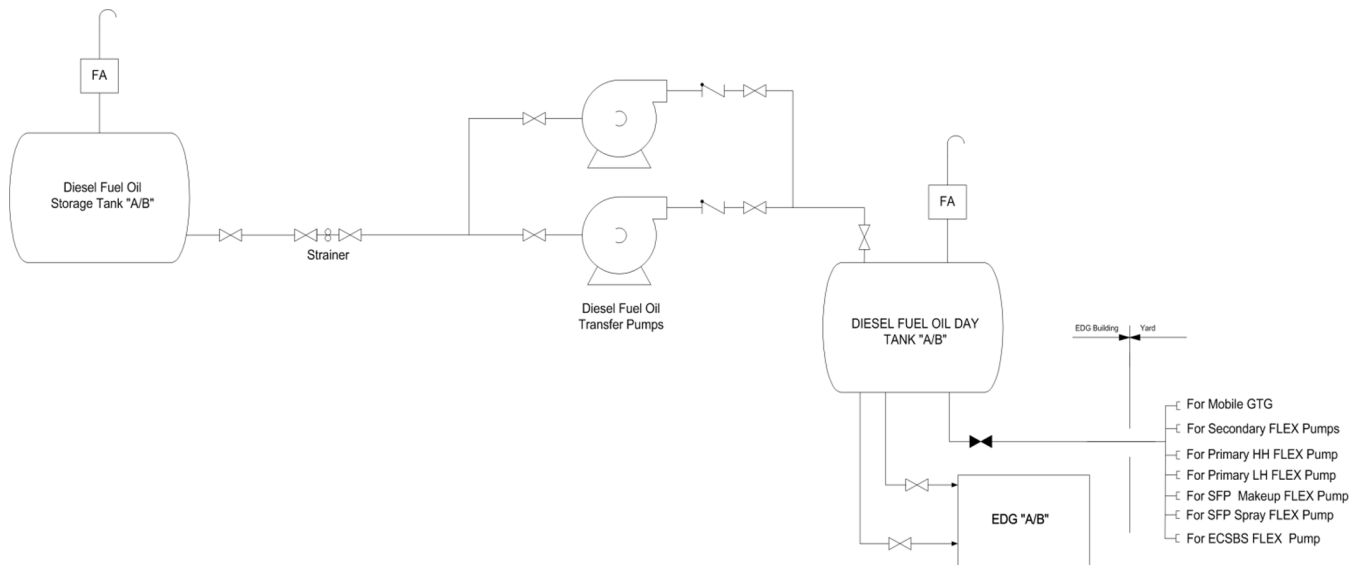 FA
Diesel Fuel Oil
Storage Tank "A/B"
Strainer
Diesel Fuel Oil
Transfer Pumps
FA
DIESEL FUEL OIL DAY
TANK "A/B"
EDG Building
Yard
For Mobile GTG
For Secondary FLEX Pumps
For Primary HH FLEX Pump
For Primary LH FLEX Pump
For SFP Makeup FLEX Pump
For SFP Spray FLEX Pump
For ECSBS FLEX Pump
EDG "A/B"